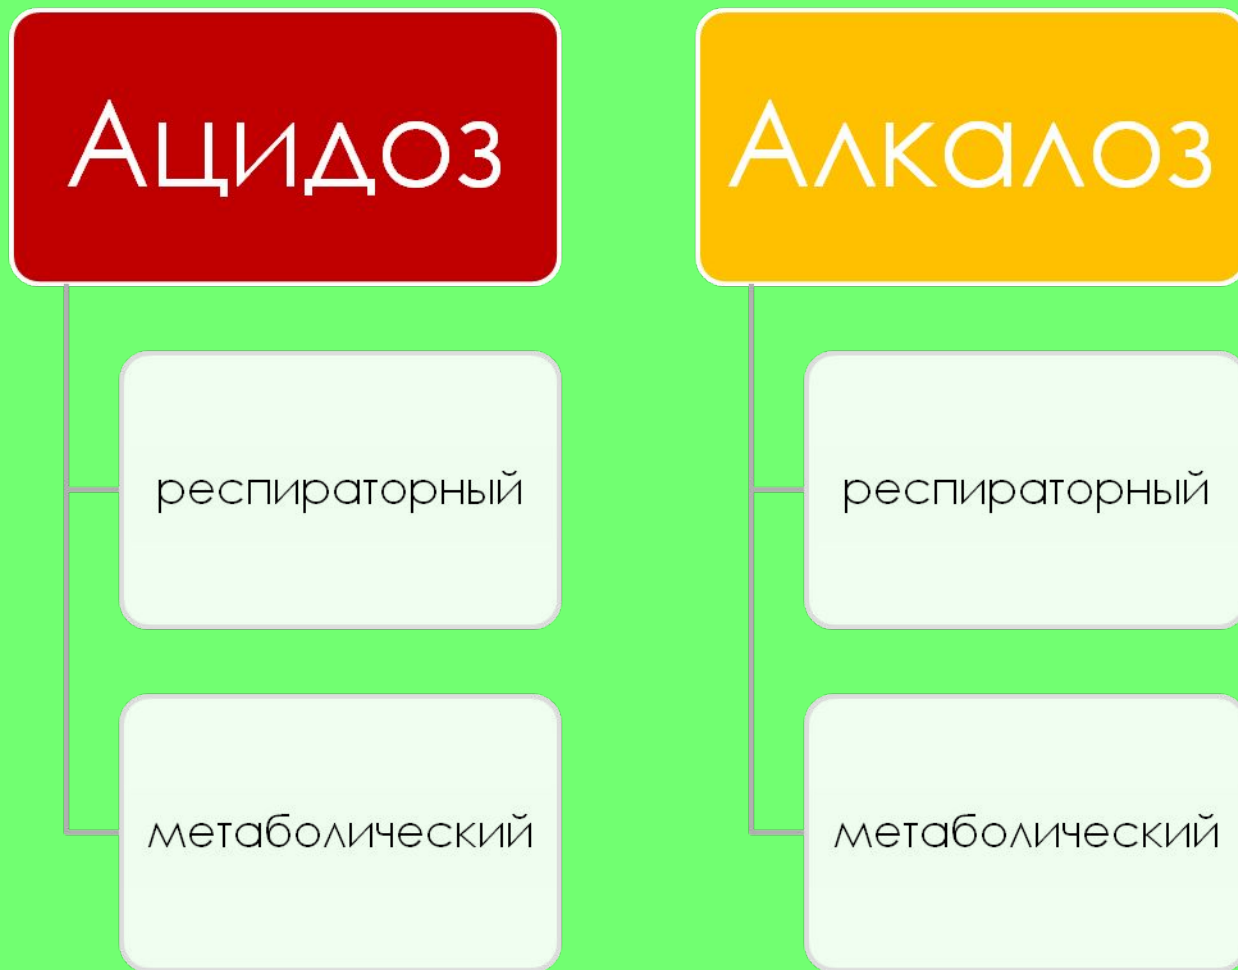 Ацидоз
респираторный
метаболический
Алкалоз
респираторный
метаболический